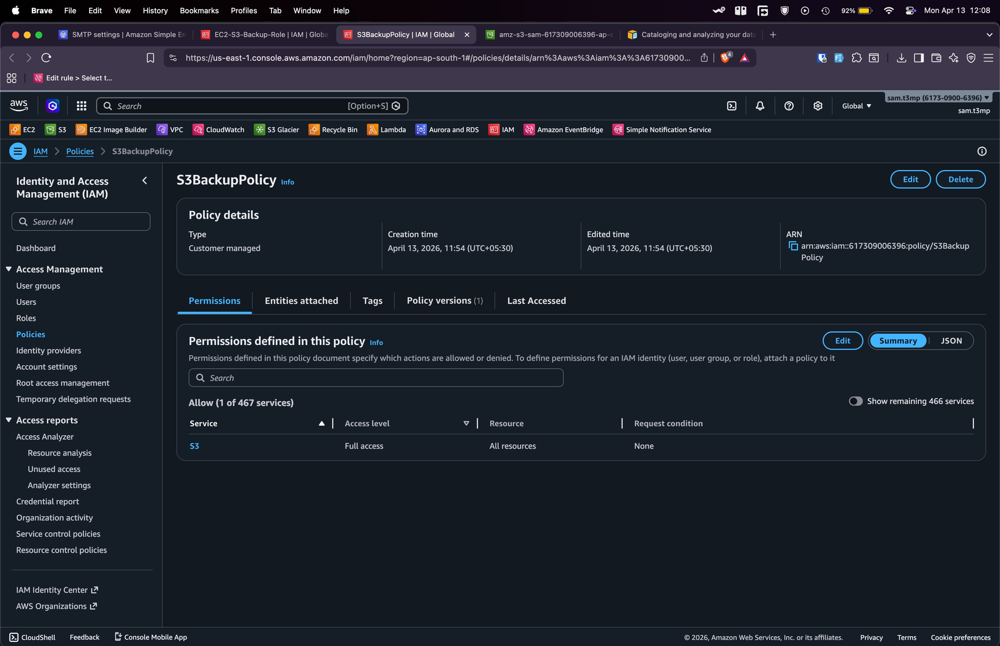 Brave File Edit View History Bookmarks Profiles Tab Window Help 92% Mon Apr 13 12:08
SMTP settings | Amazon Simple Em EC2-S3-Backup-Role | IAM | Globa S3BackupPolicy | IAM | Global amz-s3-sam-617309006396-ap-s Cataloging and analyzing your data
https://us-east-1.console.aws.amazon.com/iam/home?region=ap-south-1#/policies/details/arn%3Aaws%3Aiam%3A%3A61730900... 4
Edit rule > Select t...
aws Search [Option+S] Global sam.t3mp (6173-0900-6396)
sam.t3mp
EC2 S3 EC2 Image Builder VPC CloudWatch S3 Glacier Recycle Bin Lambda Aurora and RDS IAM Amazon EventBridge Simple Notification Service
IAM > Policies > S3BackupPolicy
Identity and Access
Management (IAM)
Search IAM
Dashboard
Access Management
User groups
Users
Roles
Policies
Identity providers
Account settings
Root access management
Temporary delegation requests
Access reports
Access Analyzer
Resource analysis
Unused access
Analyzer settings
Credential report
Organization activity
Service control policies
Resource control policies
IAM Identity Center
AWS Organizations
S3BackupPolicy Info
Edit Delete
Policy details
Type
Customer managed
Creation time
April 13, 2026, 11:54 (UTC+05:30)
Edited time
April 13, 2026, 11:54 (UTC+05:30)
ARN
arn:aws:iam::617309006396:policy/S3Backup
Policy
Permissions Entities attached Tags Policy versions (1) Last Accessed
Permissions defined in this policy Info
Edit Summary JSON
Permissions defined in this policy document specify which actions are allowed or denied. To define permissions for an IAM identity (user, user group, or role), attach a policy to it
Search
Allow (1 of 467 services)
Show remaining 466 services
Service Access level Resource Request condition
S3 Full access All resources None
CloudShell Feedback Console Mobile App © 2026, Amazon Web Services, Inc. or its affiliates. Privacy Terms Cookie preferences